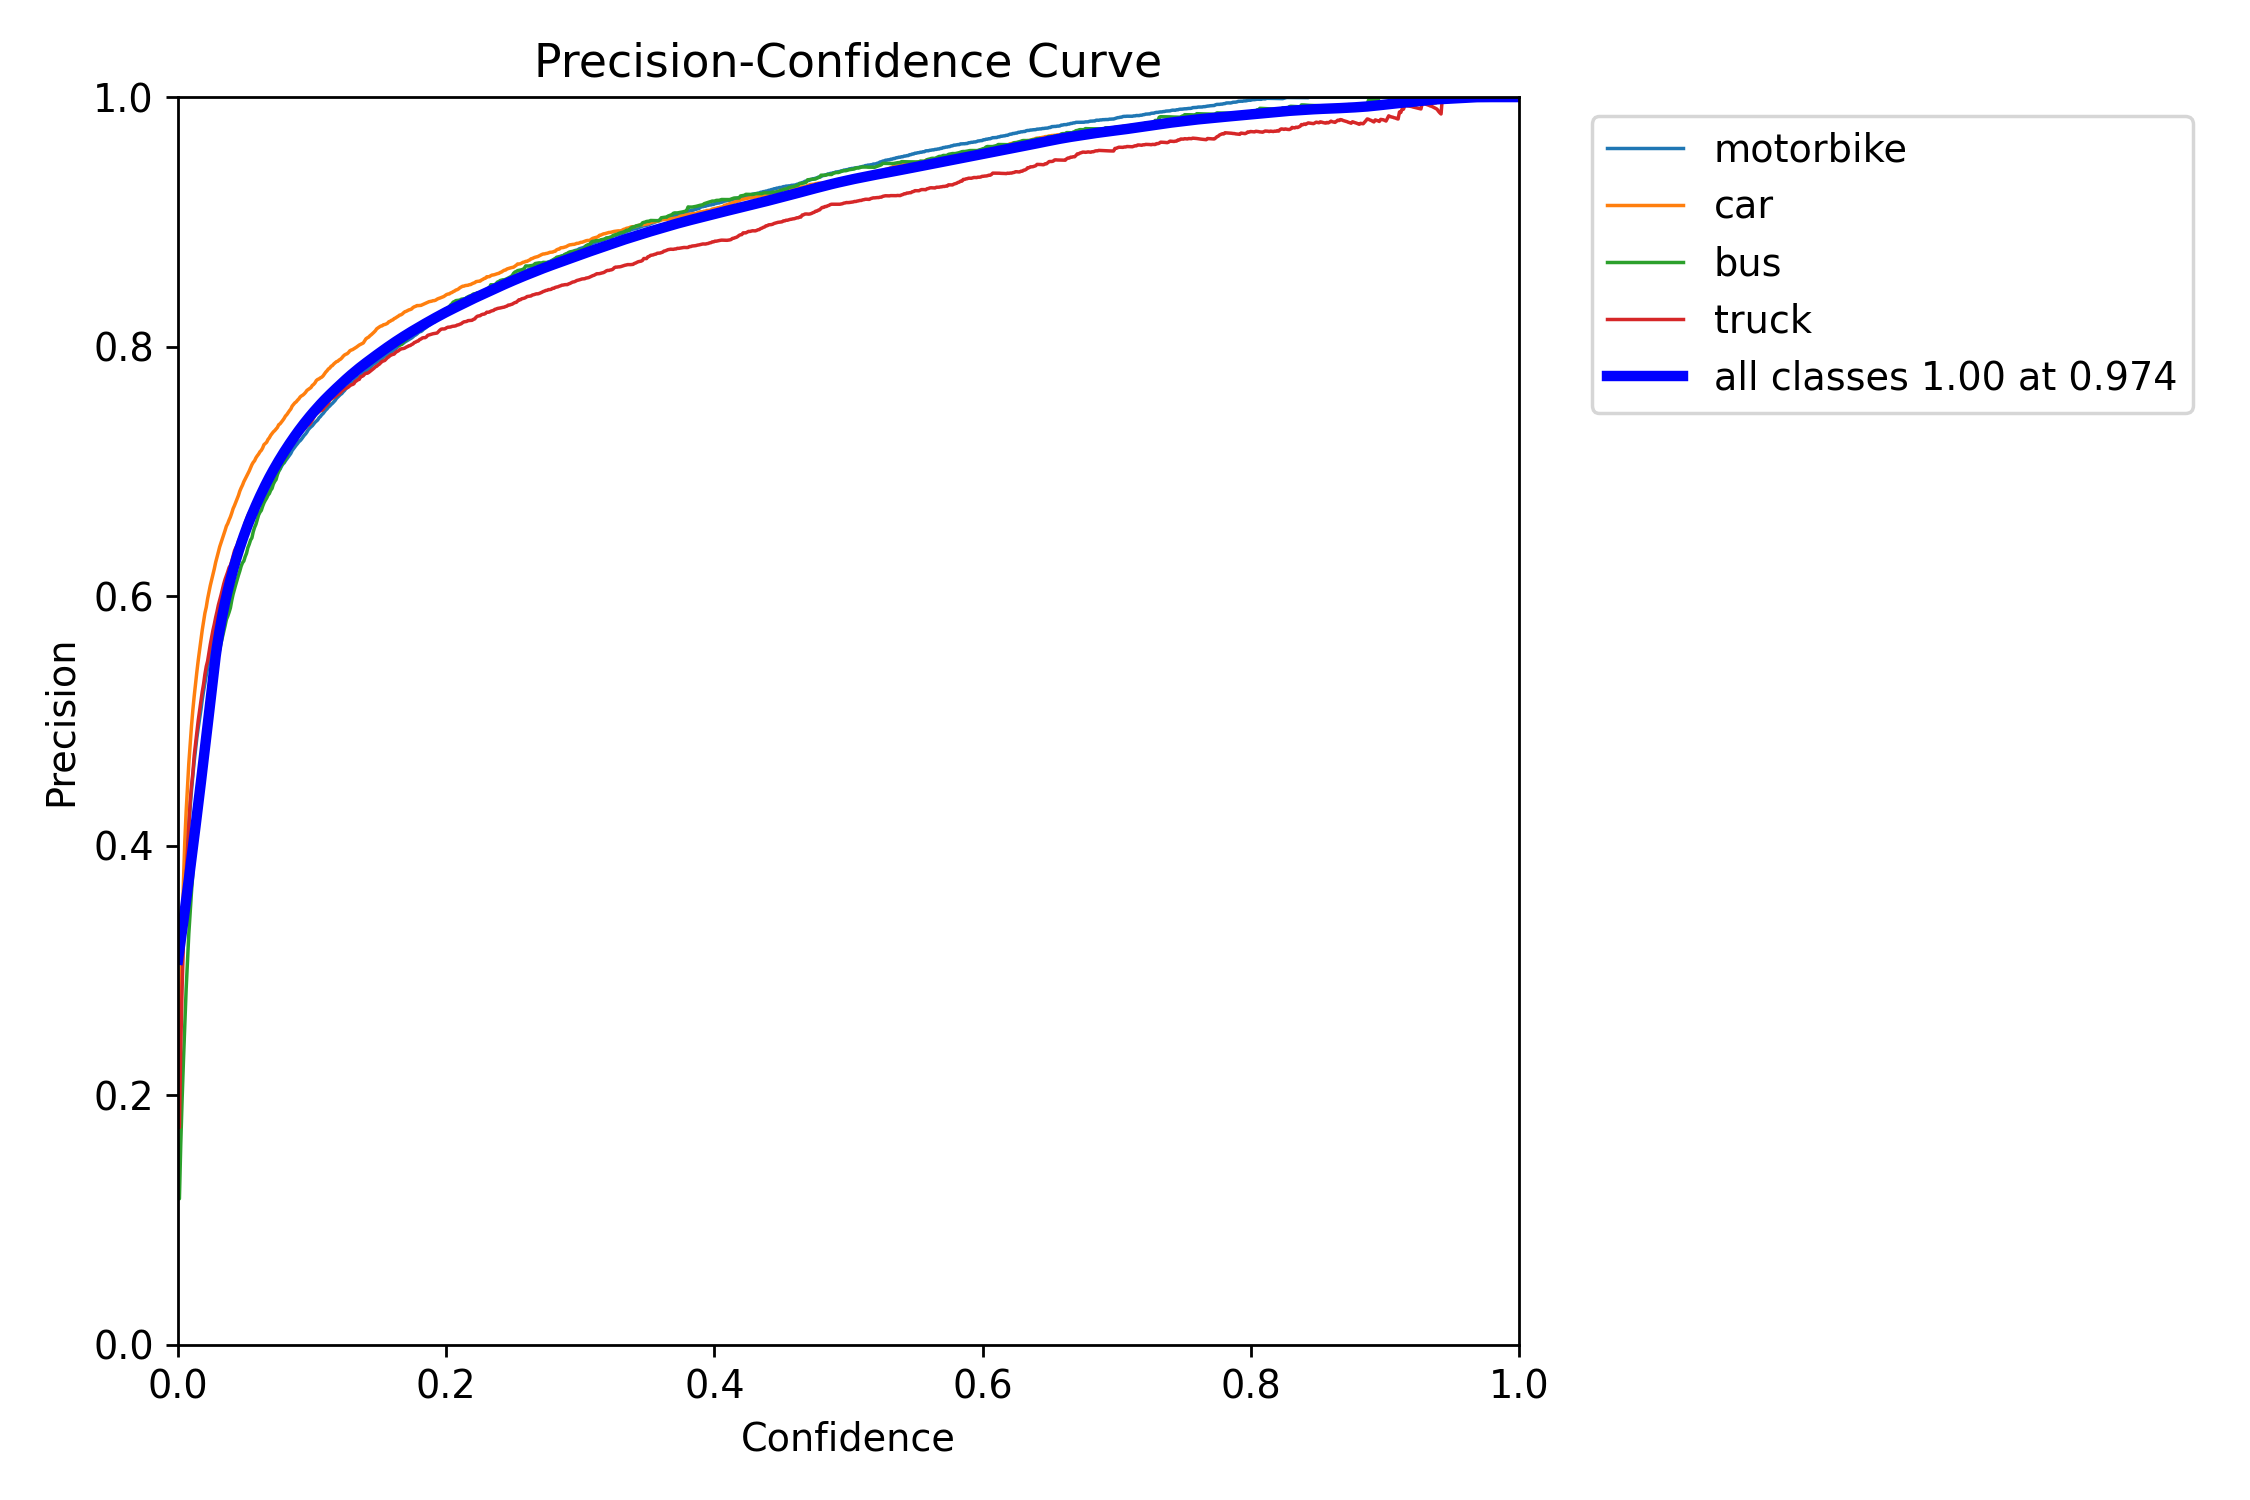 Precision-Confidence Curve
1.0
0.8
0.6
0.4
0.2
0.0
Precision
0.0 0.2 0.4 0.6 0.8 1.0
Confidence
motorbike
car
bus
truck
all classes 1.00 at 0.974